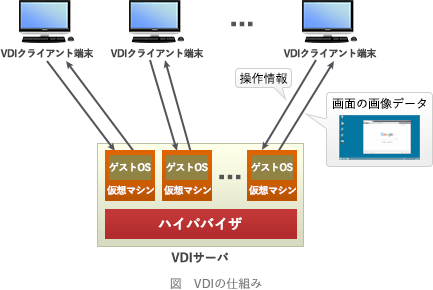 VDIクライアント端末
VDIクライアント端末
VDIクライアント端末
操作情報
画面の画像データ
ゲストOS
仮想マシン
ゲストOS
仮想マシン
ゲストOS
仮想マシン
ハイパバイザ
VDIサーバ
図　VDIの仕組み